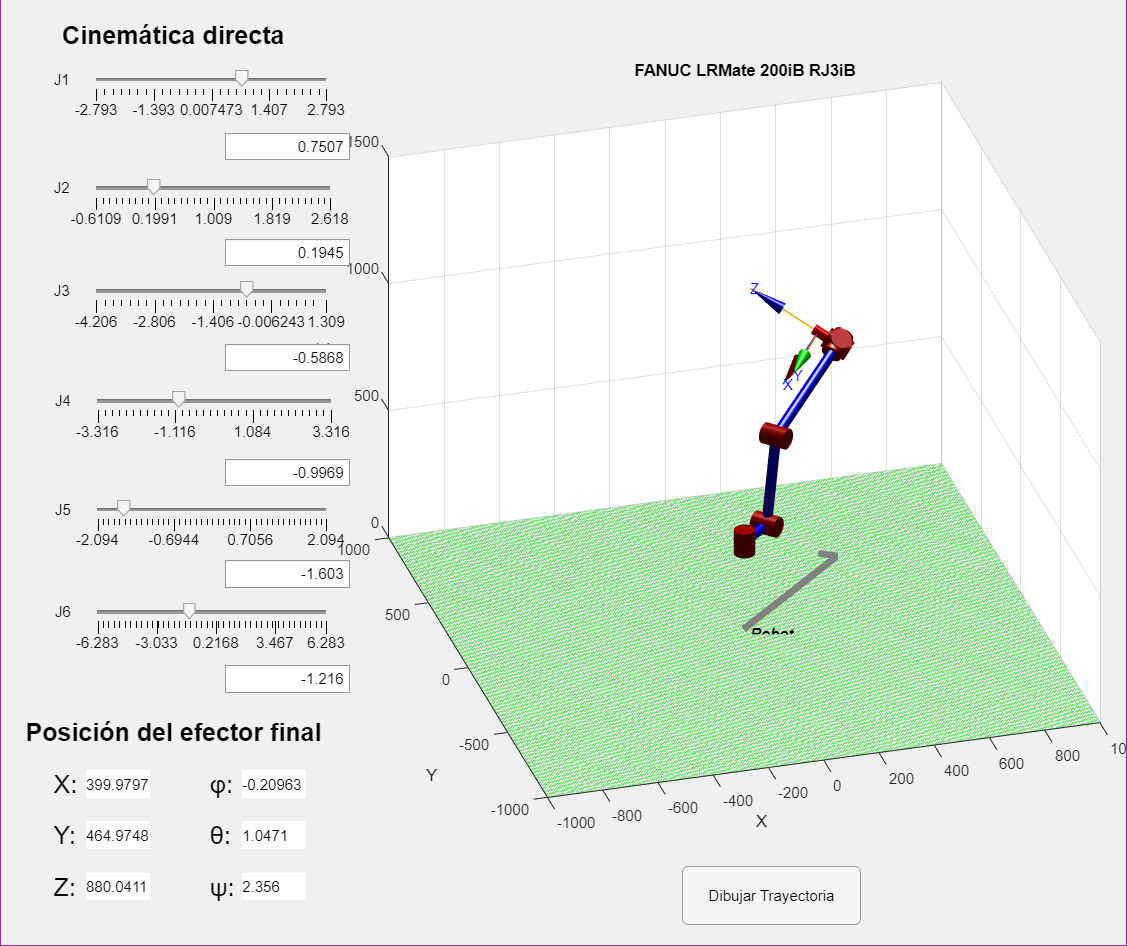 Cinemática directa
J1
-2.793 -1.393 0.007473 1.407 2.793
0.7507
J2
-0.6109 0.1991 1.009 1.819 2.618
0.1945
J3
-4.206 -2.806 -1.406 -0.006243 1.309
-0.5868
J4
-3.316 -1.116 1.084 3.316
-0.9969
J5
-2.094 -0.6944 0.7056 2.094
-1.603
J6
-6.283 -3.033 0.2168 3.467 6.283
-1.216
Posición del efector final
X: 399.9797 φ: -0.20963
Y: 464.9748 θ: 1.0471
Z: 880.0411 ψ: 2.356
FANUC LRMate 200iB RJ3iB
1500
1000
500
0
1000
500
0
-500
-1000
Y
-1000 -800 -600 -400 -200 0 200 400 600 800 10
X
Z
Y
X
Robot
Dibujar Trayectoria